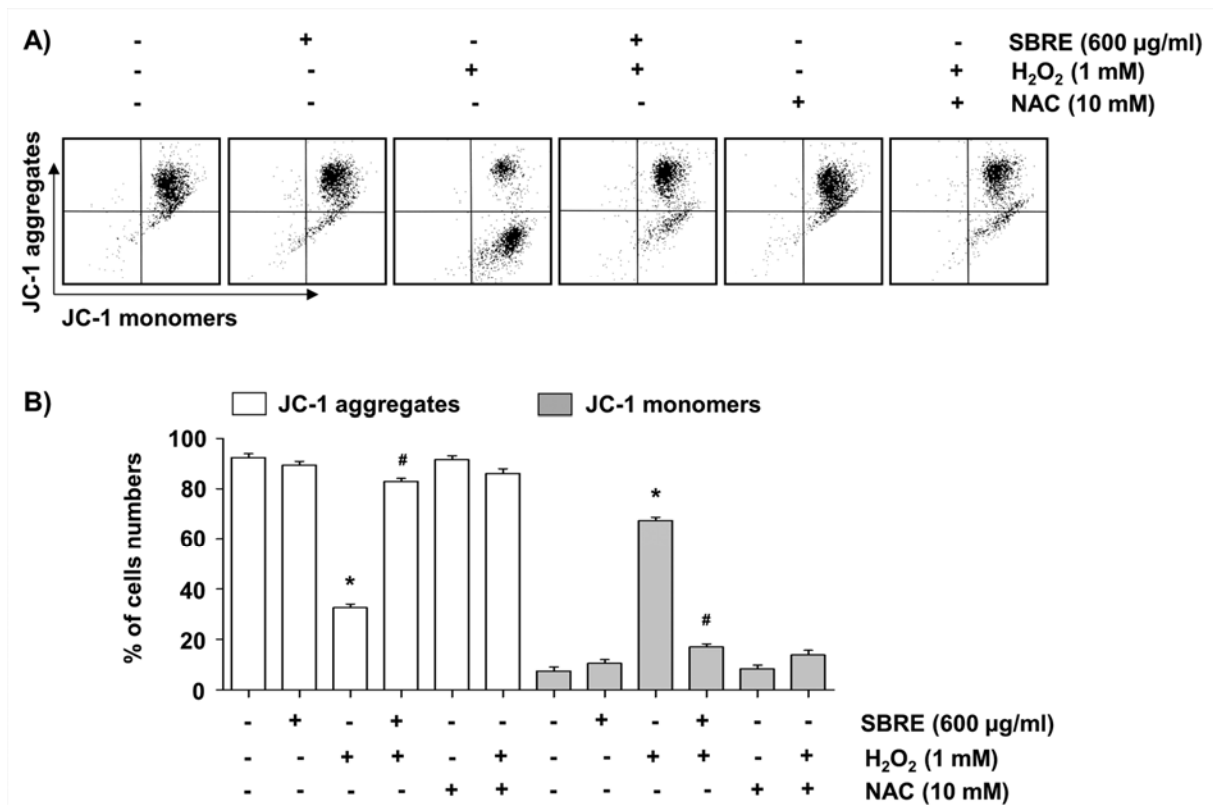 A)
- + - + - - SBRE (600 µg/ml)
- - + + - + H₂O₂ (1 mM)
- - - - + + NAC (10 mM)
JC-1 aggregates
JC-1 monomers
B)
JC-1 aggregates JC-1 monomers
% of cells numbers
100
80
60
40
20
0
*
#
*
#
- + - + - - - + - + - - SBRE (600 µg/ml)
- - + + - + - - + + - + H₂O₂ (1 mM)
- - - - + + - - - - + + NAC (10 mM)